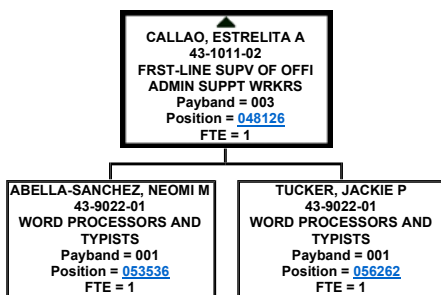 CALLAO, ESTRELITA A
43-1011-02
FRST-LINE SUPV OF OFFI
ADMIN SUPPT WRKRS
Payband = 003
Position = 048126
FTE = 1
ABELLA-SANCHEZ, NEOMI M
43-9022-01
WORD PROCESSORS AND
TYPISTS
Payband = 001
Position = 053536
FTE = 1
TUCKER, JACKIE P
43-9022-01
WORD PROCESSORS AND
TYPISTS
Payband = 001
Position = 056262
FTE = 1